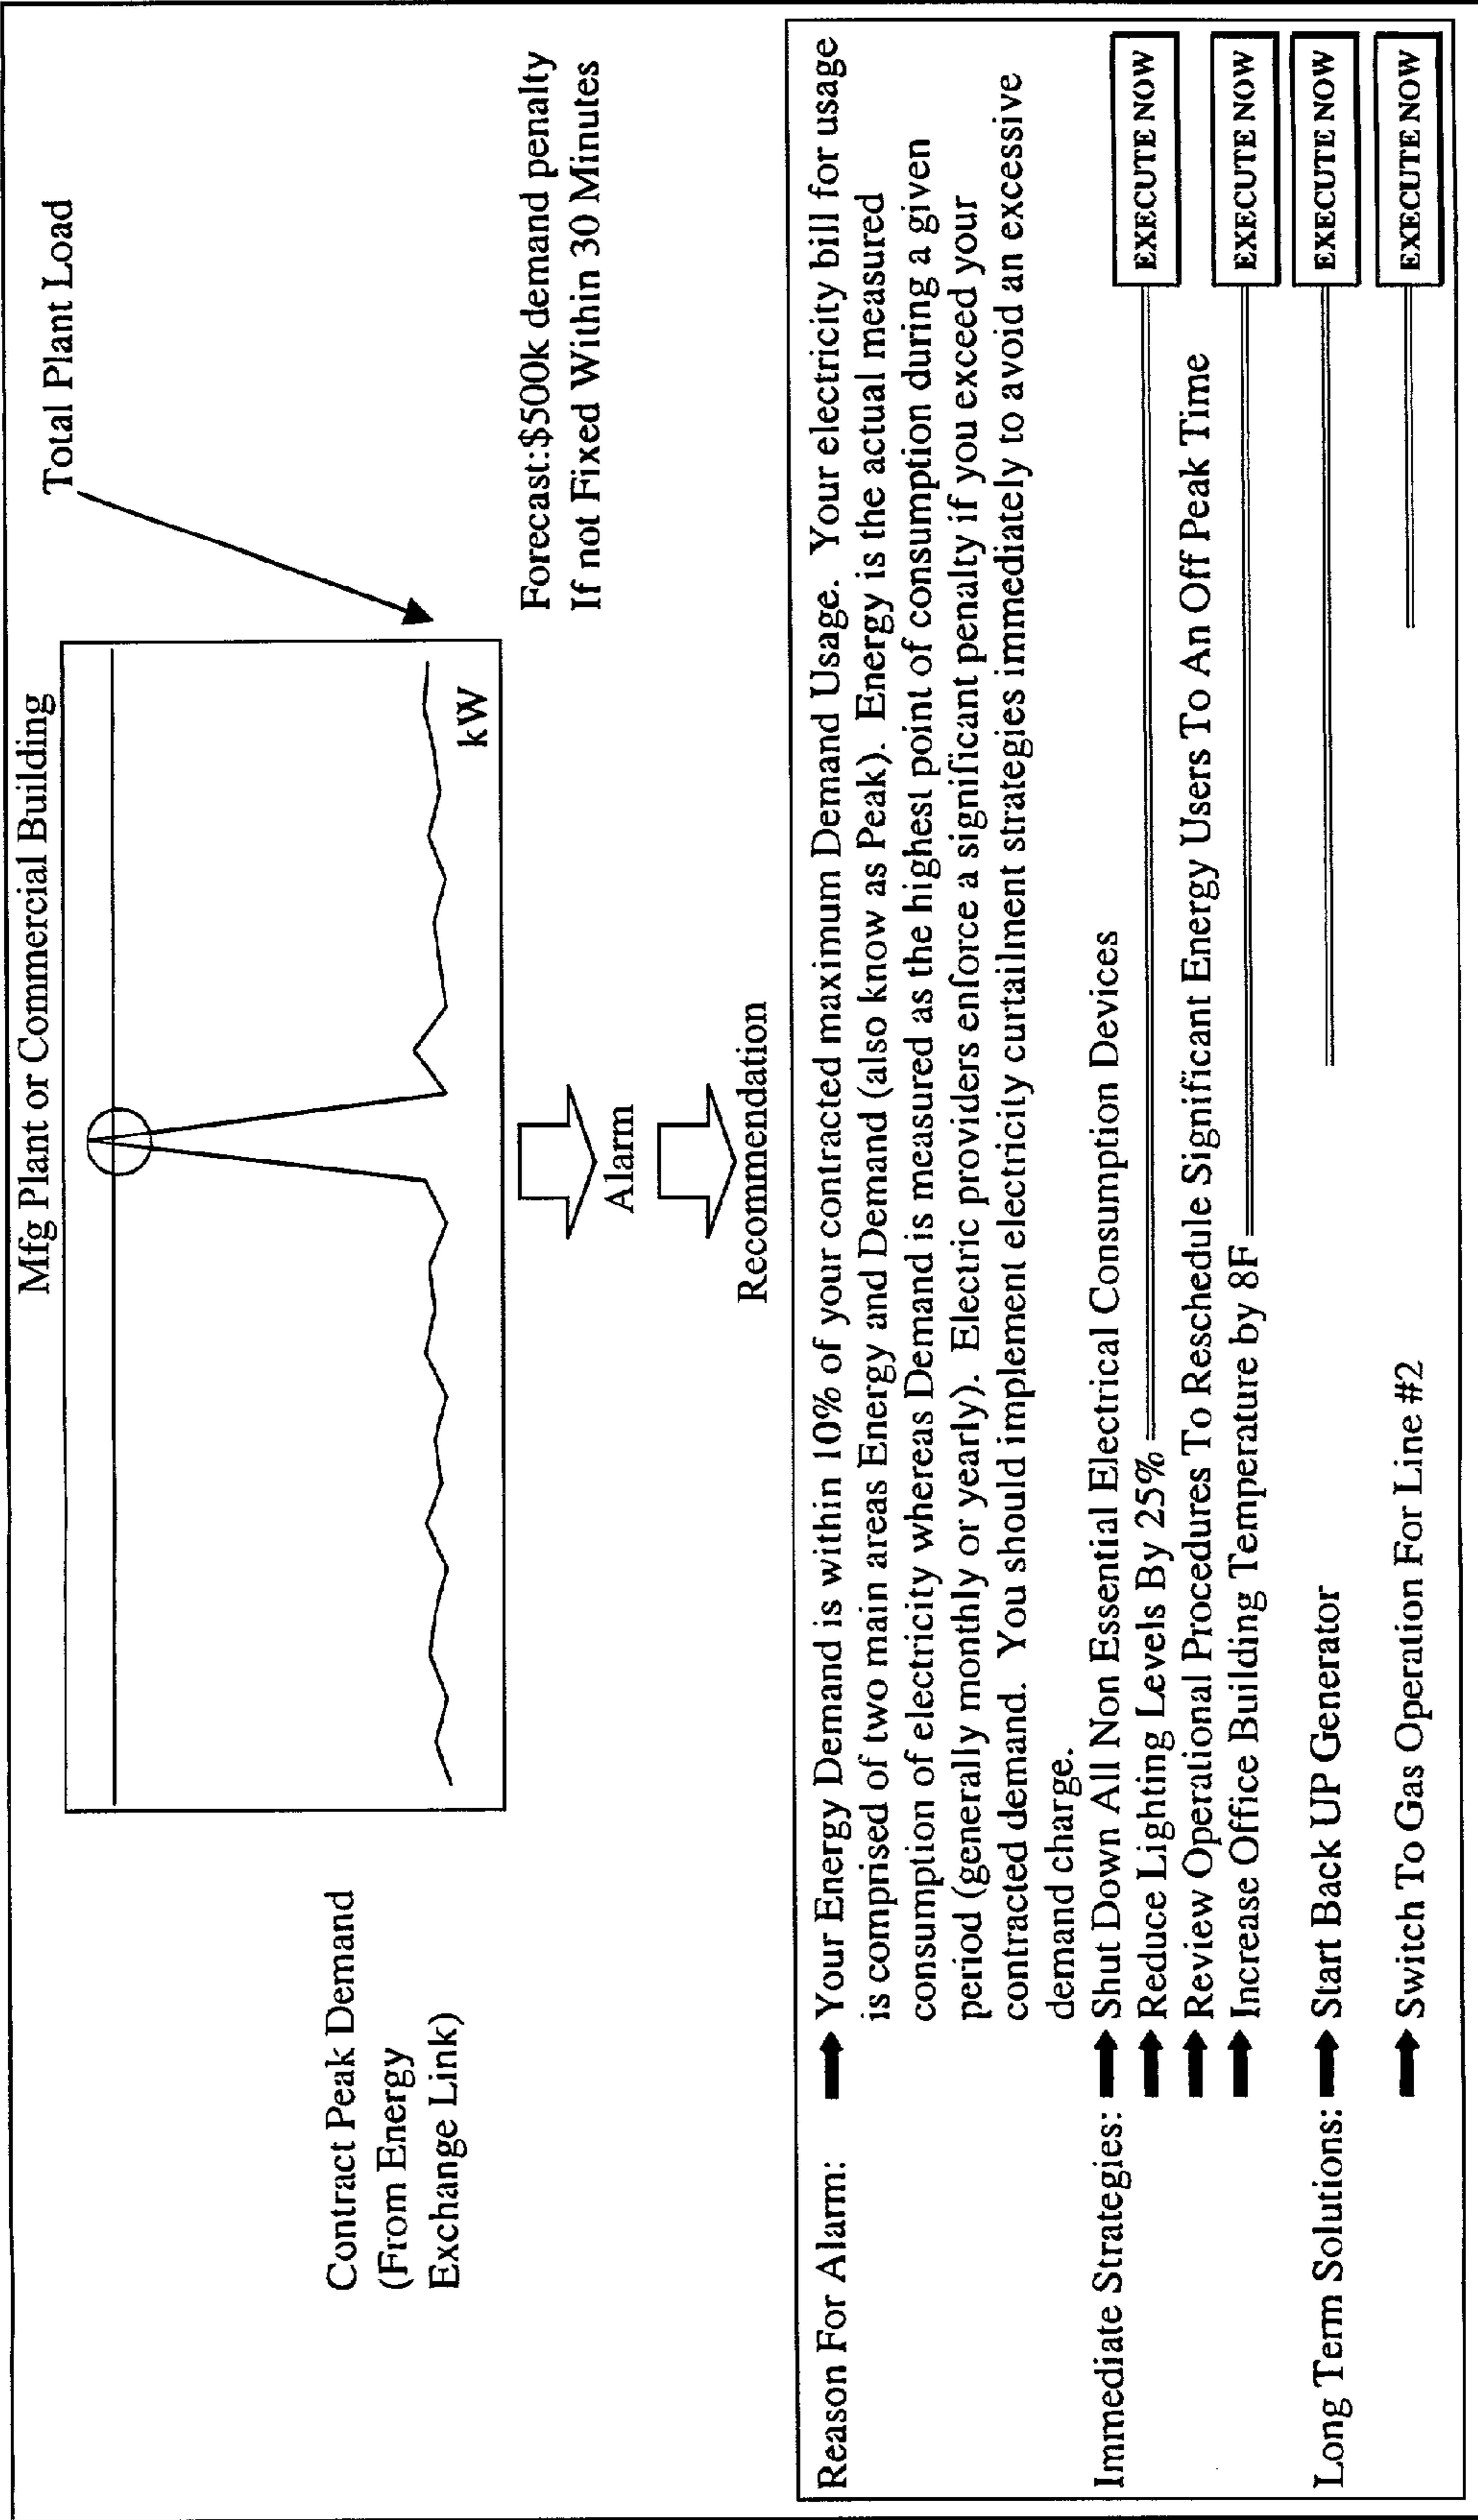 Mfg Plant or Commercial Building
Total Plant Load
Contract Peak Demand
(From Energy
Exchange Link)
kW
Forecast:$500k demand penalty
If not Fixed Within 30 Minutes
Alarm
Recommendation
Reason For Alarm: Your Energy Demand is within 10% of your contracted maximum Demand Usage. Your electricity bill for usage
is comprised of two main areas Energy and Demand (also know as Peak). Energy is the actual measured
consumption of electricity whereas Demand is measured as the highest point of consumption during a given
period (generally monthly or yearly). Electric providers enforce a significant penalty if you exceed your
contracted demand. You should implement electricity curtailment strategies immediately to avoid an excessive
demand charge.
Immediate Strategies: Shut Down All Non Essential Electrical Consumption Devices
Reduce Lighting Levels By 25% EXECUTE NOW
Review Operational Procedures To Reschedule Significant Energy Users To An Off Peak Time
Increase Office Building Temperature by 8F EXECUTE NOW
Long Term Solutions: Start Back UP Generator EXECUTE NOW
Switch To Gas Operation For Line #2 EXECUTE NOW